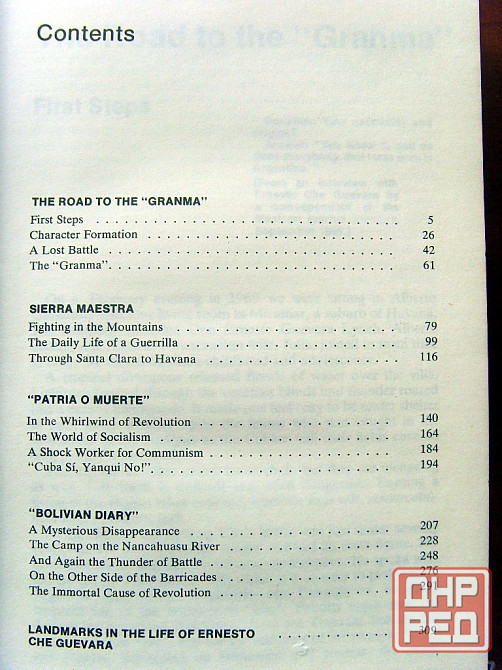 Contents
THE ROAD TO THE "GRANMA"
First Steps . . . . . . . . . . . . . . . . . . . . 5
Character Formation . . . . . . . . . . . . . . . . . . . . 26
A Lost Battle . . . . . . . . . . . . . . . . . . . . 42
The "Granma". . . . . . . . . . . . . . . . . . . . 61
SIERRA MAESTRA
Fighting in the Mountains . . . . . . . . . . . . . . . . . . . . 79
The Daily Life of a Guerrilla . . . . . . . . . . . . . . . . . . . . 99
Through Santa Clara to Havana . . . . . . . . . . . . . . . . . . . . 116
"PATRIA O MUERTE"
In the Whirlwind of Revolution . . . . . . . . . . . . . . . . . . . . 140
The World of Socialism . . . . . . . . . . . . . . . . . . . . 164
A Shock Worker for Communism . . . . . . . . . . . . . . . . . . . . 184
"Cuba Sí, Yanqui No!". . . . . . . . . . . . . . . . . . . . 194
"BOLIVIAN DIARY"
A Mysterious Disappearance . . . . . . . . . . . . . . . . . . . . 207
The Camp on the Nancahuasu River . . . . . . . . . . . . . . . . . . . . 228
And Again the Thunder of Battle . . . . . . . . . . . . . . . . . . . . 248
On the Other Side of the Barricades . . . . . . . . . . . . . . . . . . . . 276
The Immortal Cause of Revolution . . . . . . . . . . . . . . . . . . . . 291
LANDMARKS IN THE LIFE OF ERNESTO . . . . . . . . . . 309
CHE GUEVARA